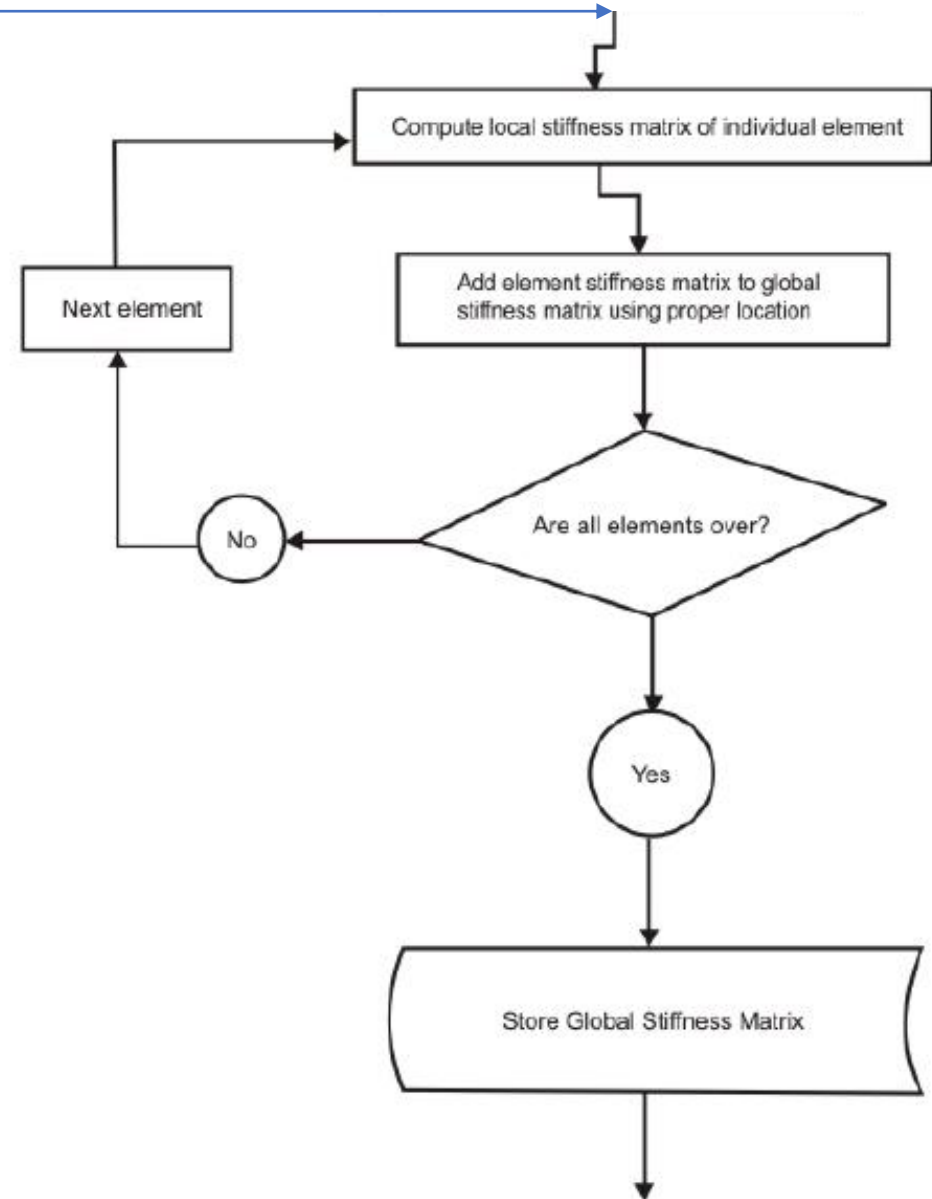 Compute local stiffness matrix of individual element
Next element
Add element stiffness matrix to global
stiffness matrix using proper location
Are all elements over?
No
Yes
Store Global Stiffness Matrix